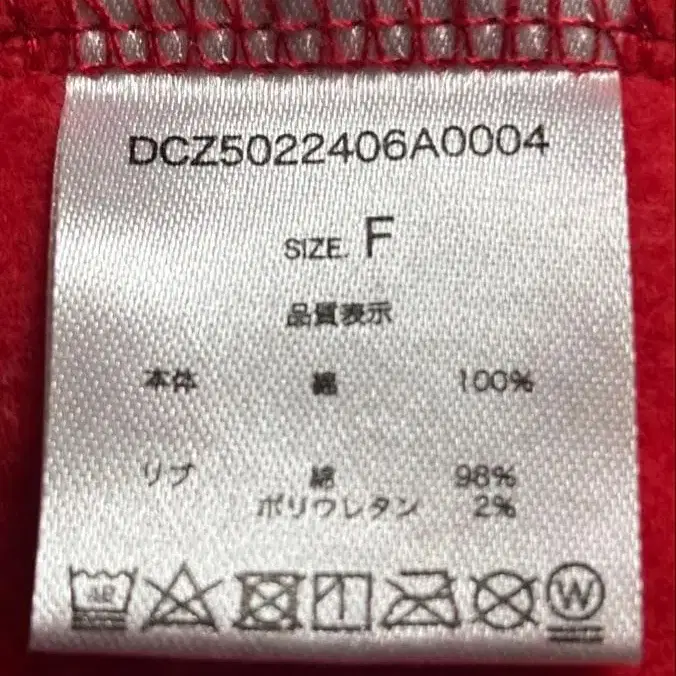 DCZ5022406A0004
SIZE. F
品質表示
本体 綿 100%
リブ 綿 98%
ポリウレタン 2%
W